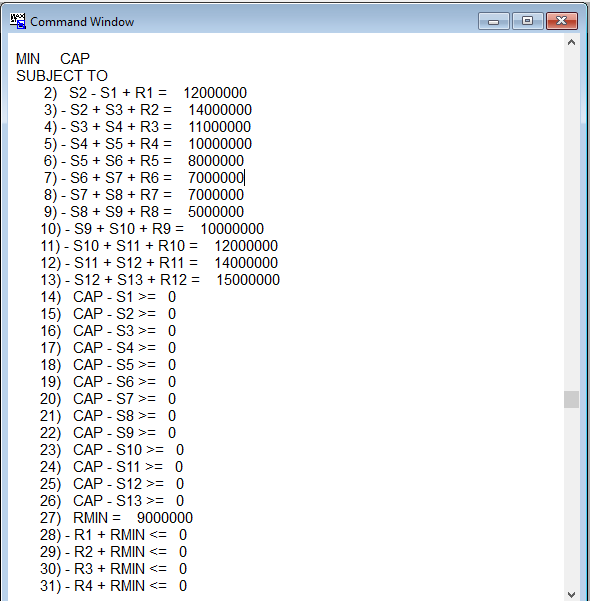 Command Window
MIN CAP
SUBJECT TO
2) S2 - S1 + R1 = 12000000
3) - S2 + S3 + R2 = 14000000
4) - S3 + S4 + R3 = 11000000
5) - S4 + S5 + R4 = 10000000
6) - S5 + S6 + R5 = 8000000
7) - S6 + S7 + R6 = 7000000
8) - S7 + S8 + R7 = 7000000
9) - S8 + S9 + R8 = 5000000
10) - S9 + S10 + R9 = 10000000
11) - S10 + S11 + R10 = 12000000
12) - S11 + S12 + R11 = 14000000
13) - S12 + S13 + R12 = 15000000
14) CAP - S1 >= 0
15) CAP - S2 >= 0
16) CAP - S3 >= 0
17) CAP - S4 >= 0
18) CAP - S5 >= 0
19) CAP - S6 >= 0
20) CAP - S7 >= 0
21) CAP - S8 >= 0
22) CAP - S9 >= 0
23) CAP - S10 >= 0
24) CAP - S11 >= 0
25) CAP - S12 >= 0
26) CAP - S13 >= 0
27) RMIN = 9000000
28) - R1 + RMIN <= 0
29) - R2 + RMIN <= 0
30) - R3 + RMIN <= 0
31) - R4 + RMIN <= 0